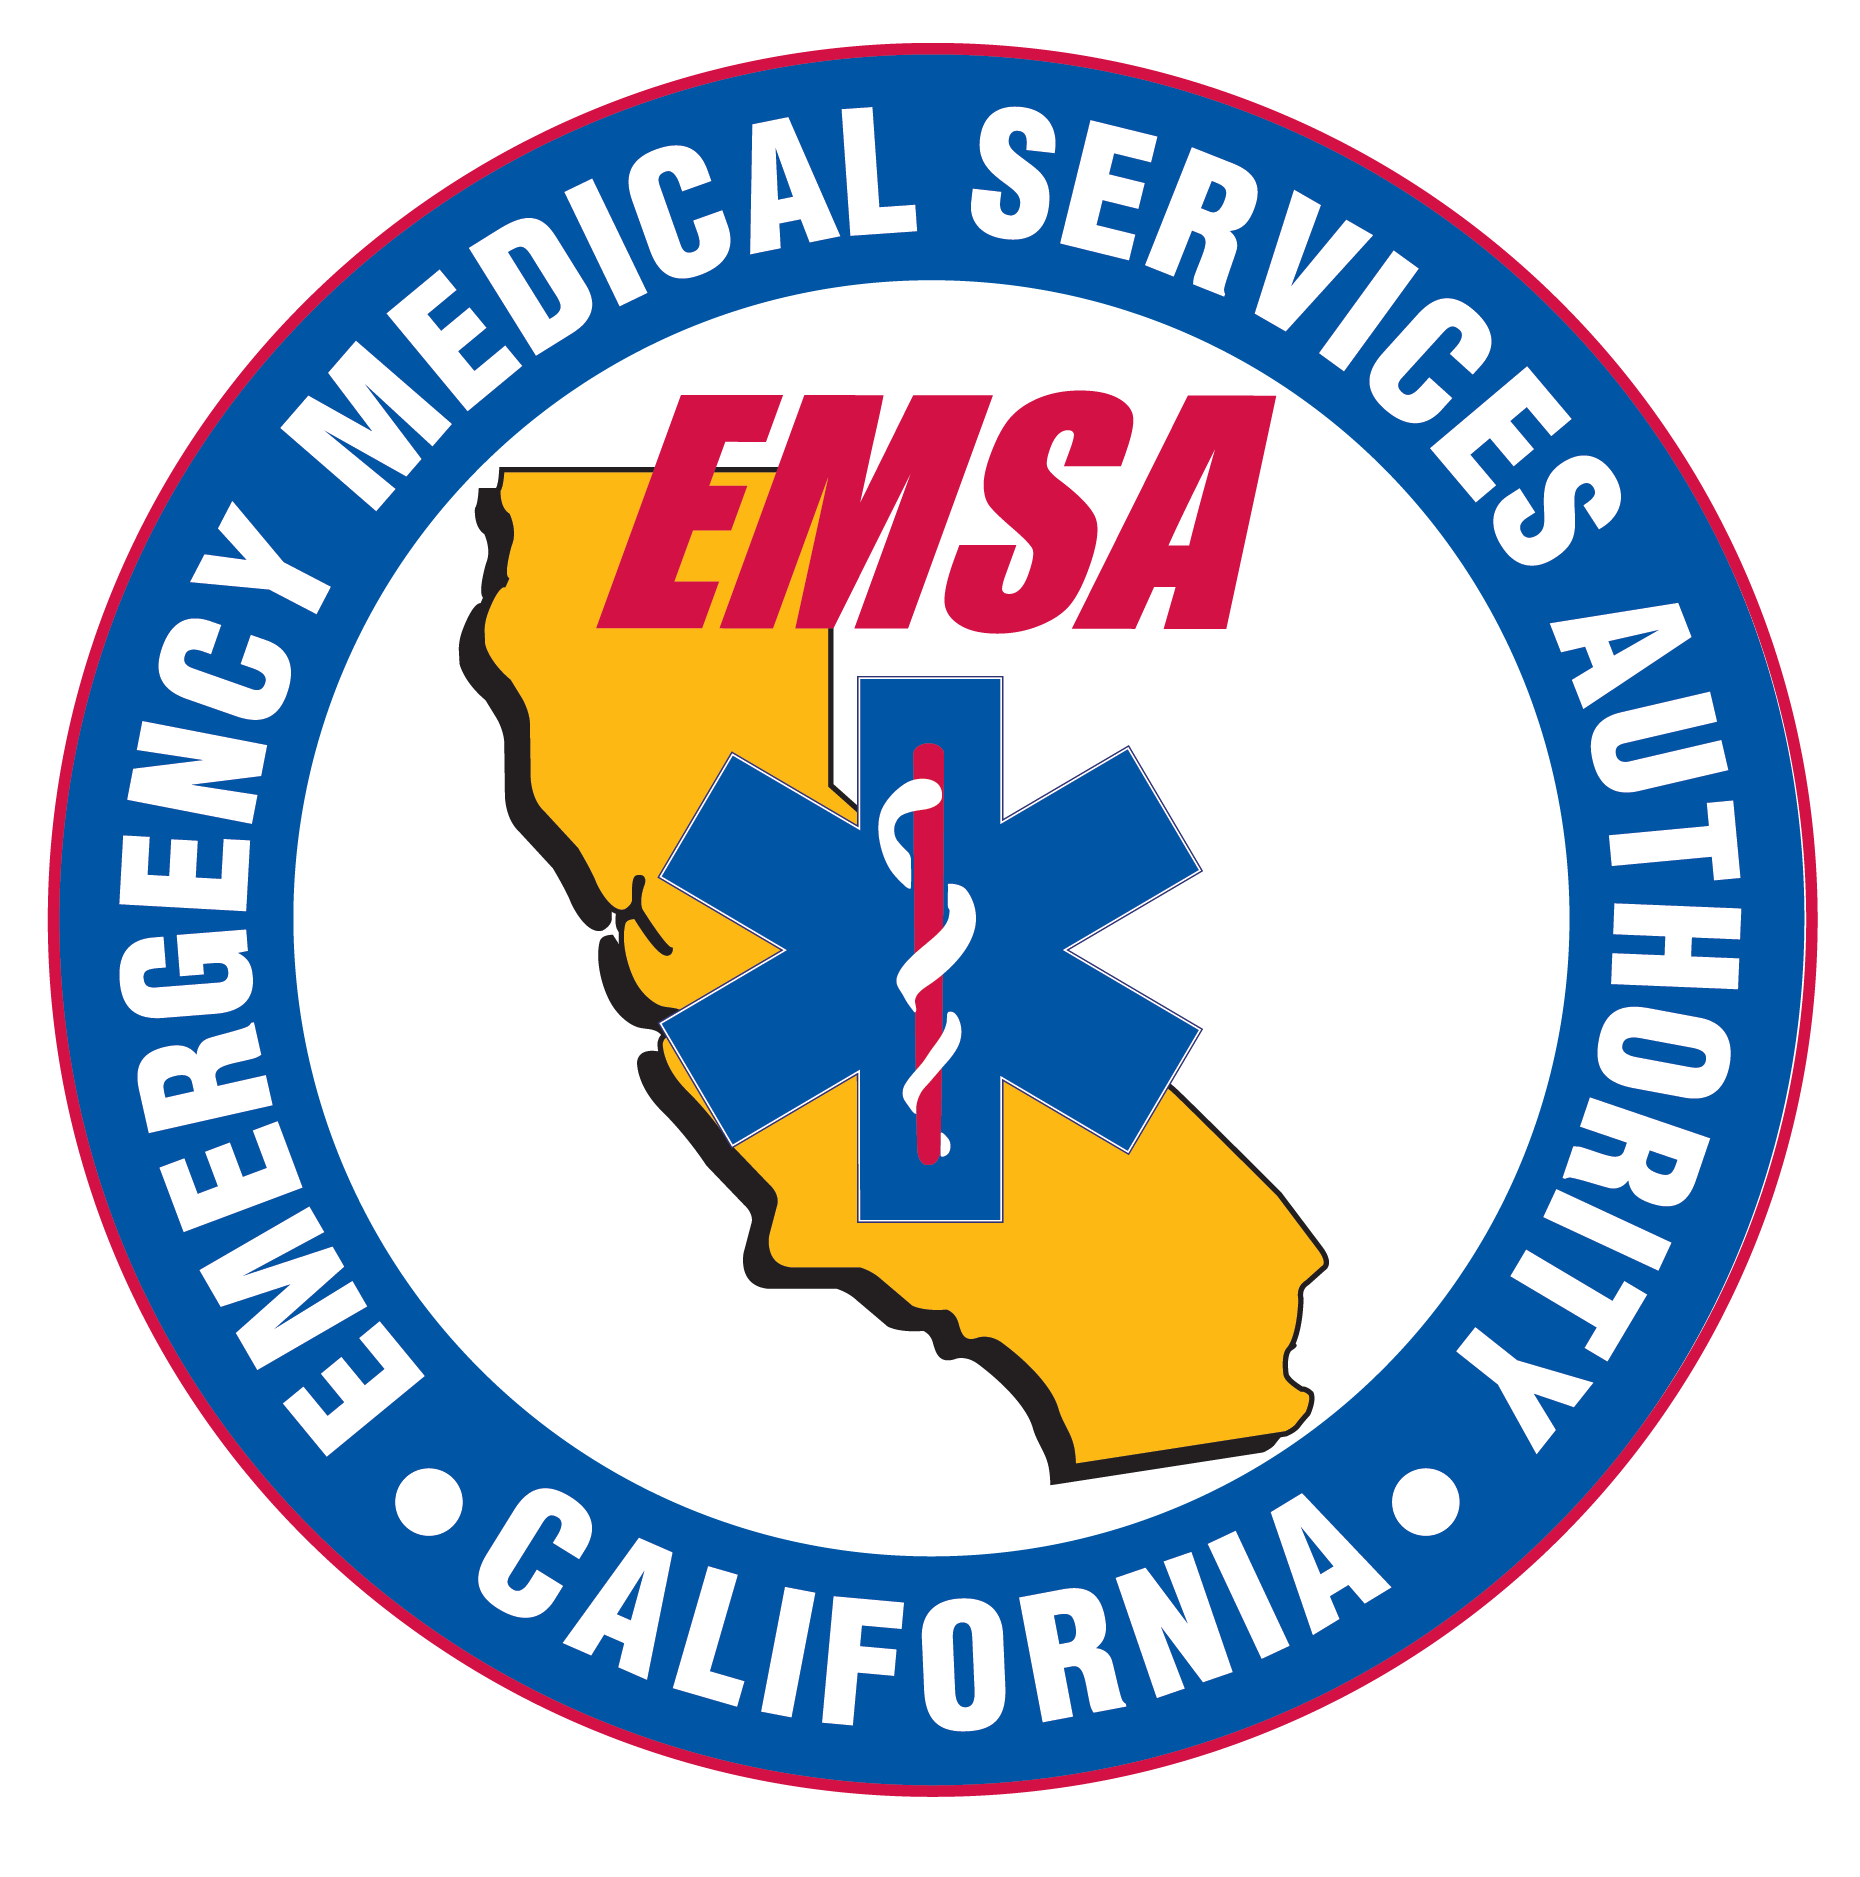 EMERGENCY MEDICAL SERVICES AUTHORITY
EMSA
• CALIFORNIA •